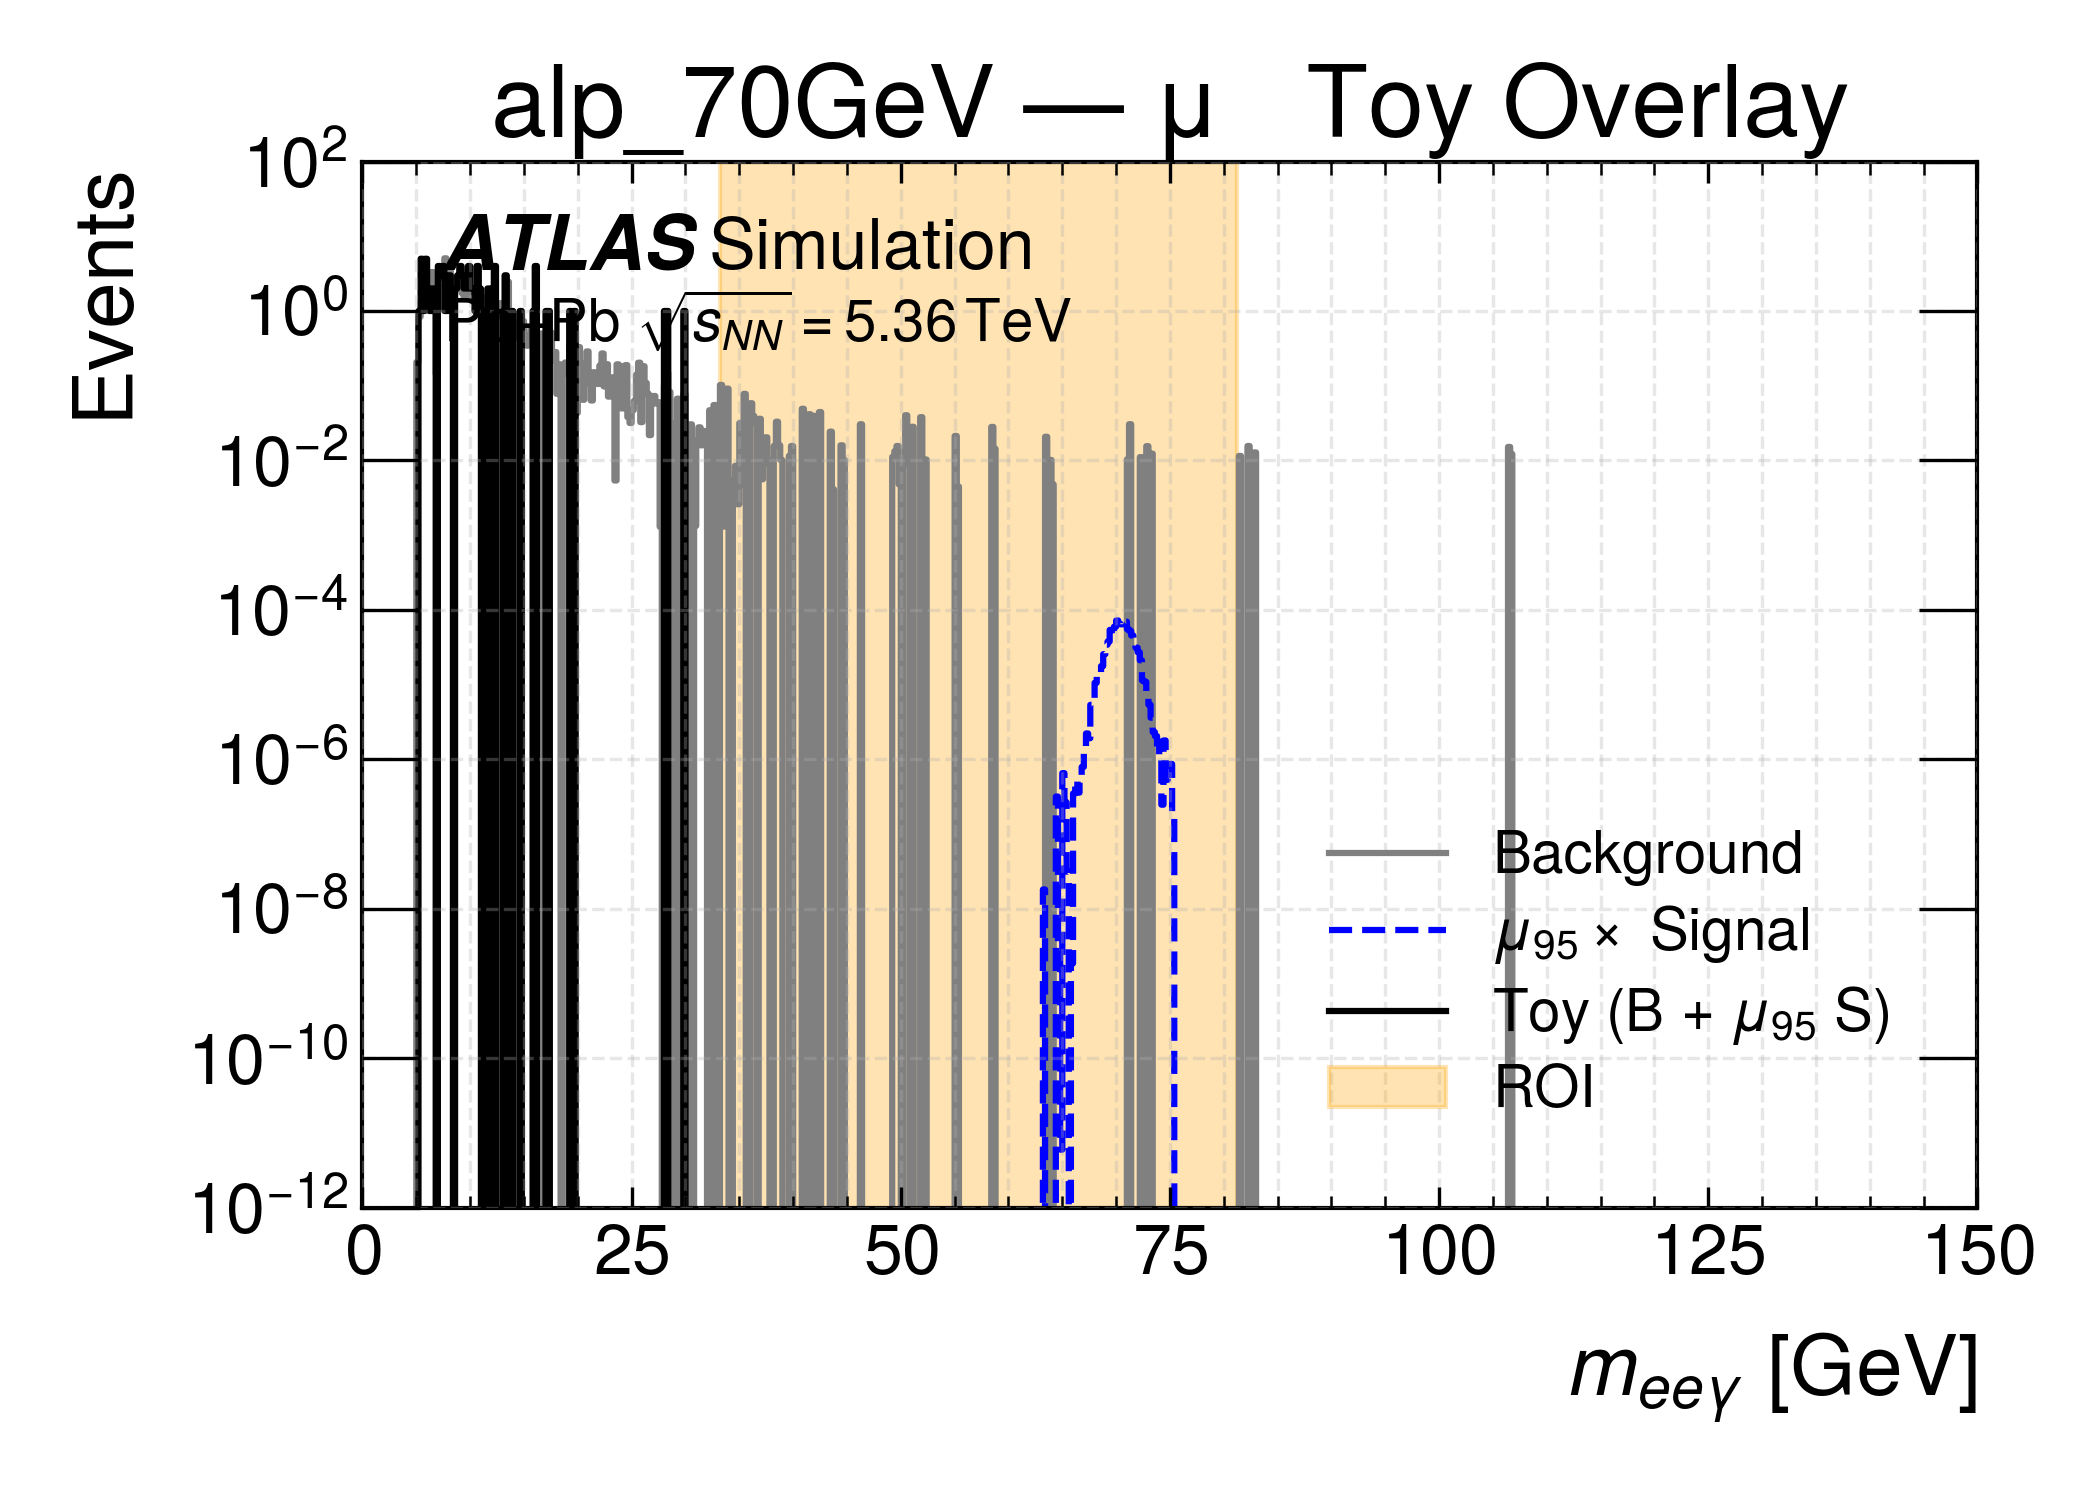 alp_70GeV — μ Toy Overlay
Events
10²
10⁰
10⁻²
10⁻⁴
10⁻⁶
10⁻⁸
10⁻¹⁰
10⁻¹²
ATLAS Simulation
Pb √s_NN = 5.36 TeV
Background
μ₉₅ × Signal
Toy (B + μ₉₅ S)
ROI
0 25 50 75 100 125 150
m_eeγ [GeV]